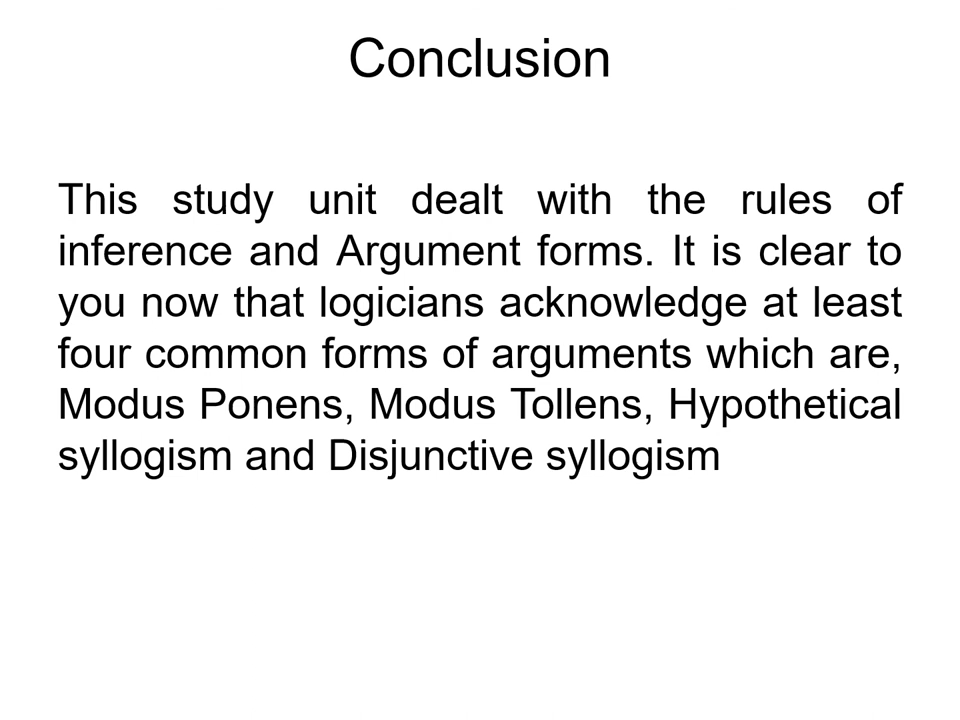 Conclusion
This study unit dealt with the rules of
inference and Argument forms. It is clear to
you now that logicians acknowledge at least
four common forms of arguments which are,
Modus Ponens, Modus Tollens, Hypothetical
syllogism and Disjunctive syllogism